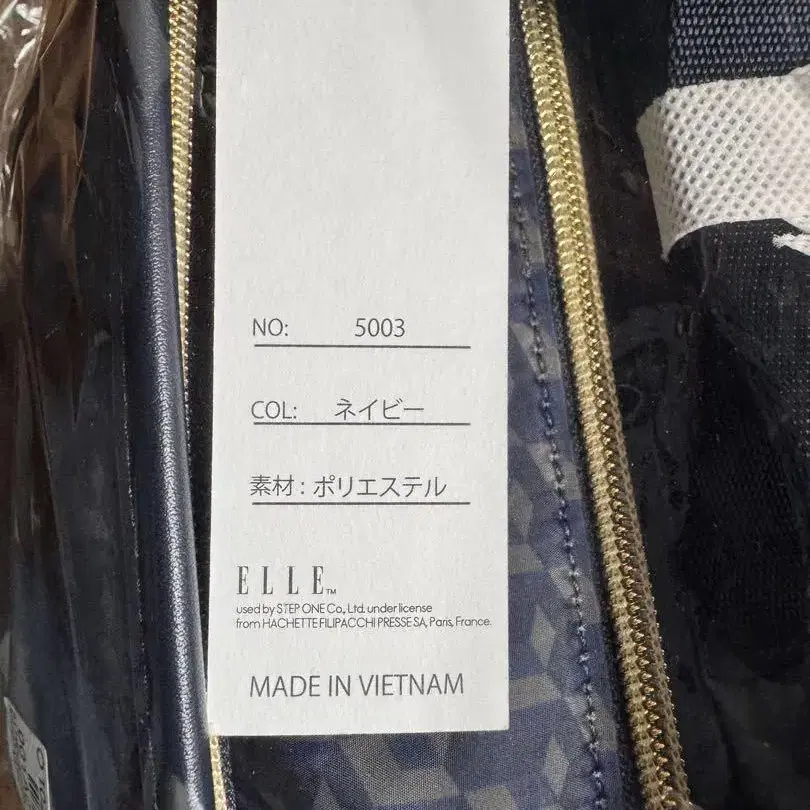 NO: 5003
COL: ネイビー
素材 : ポリエステル
ELLE™
used by STEP ONE Co., Ltd. under license
from HACHETTE FILIPACCHI PRESSE SA, Paris, France.
MADE IN VIETNAM